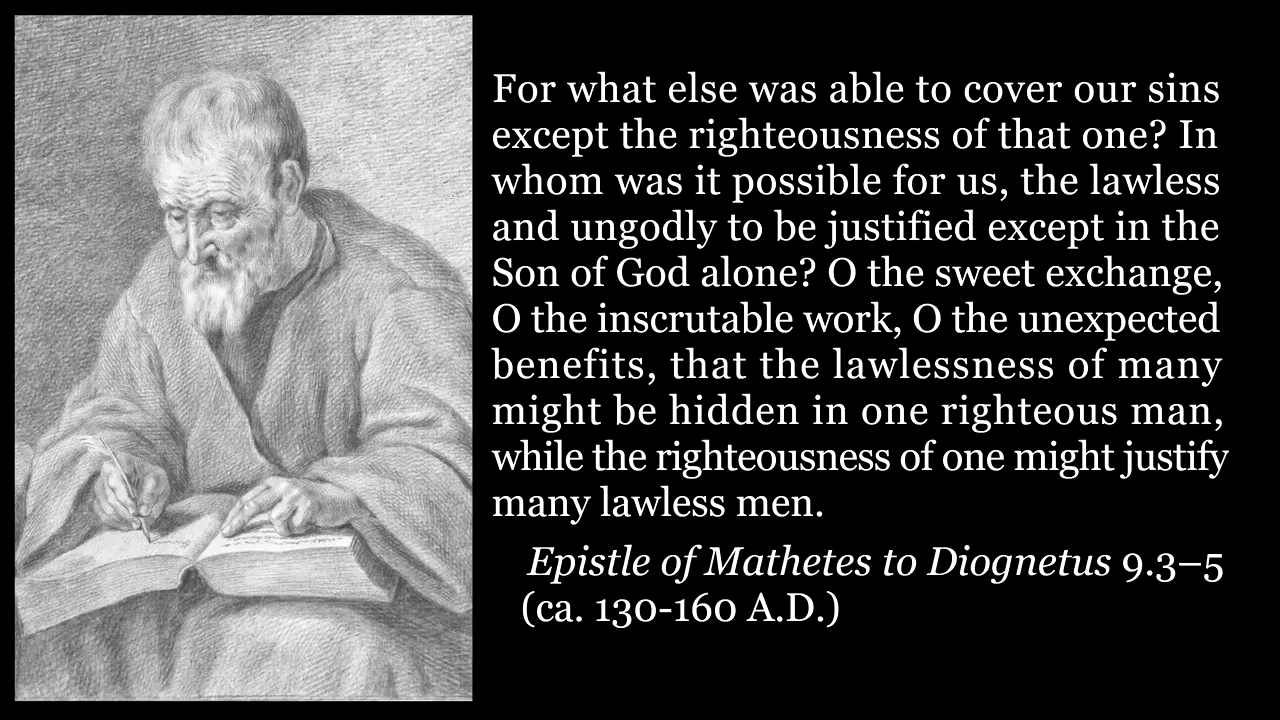 For what else was able to cover our sins
except the righteousness of that one? In
whom was it possible for us, the lawless
and ungodly to be justified except in the
Son of God alone? O the sweet exchange,
O the inscrutable work, O the unexpected
benefits, that the lawlessness of many
might be hidden in one righteous man,
while the righteousness of one might justify
many lawless men.
Epistle of Mathetes to Diognetus 9.3–5
(ca. 130-160 A.D.)